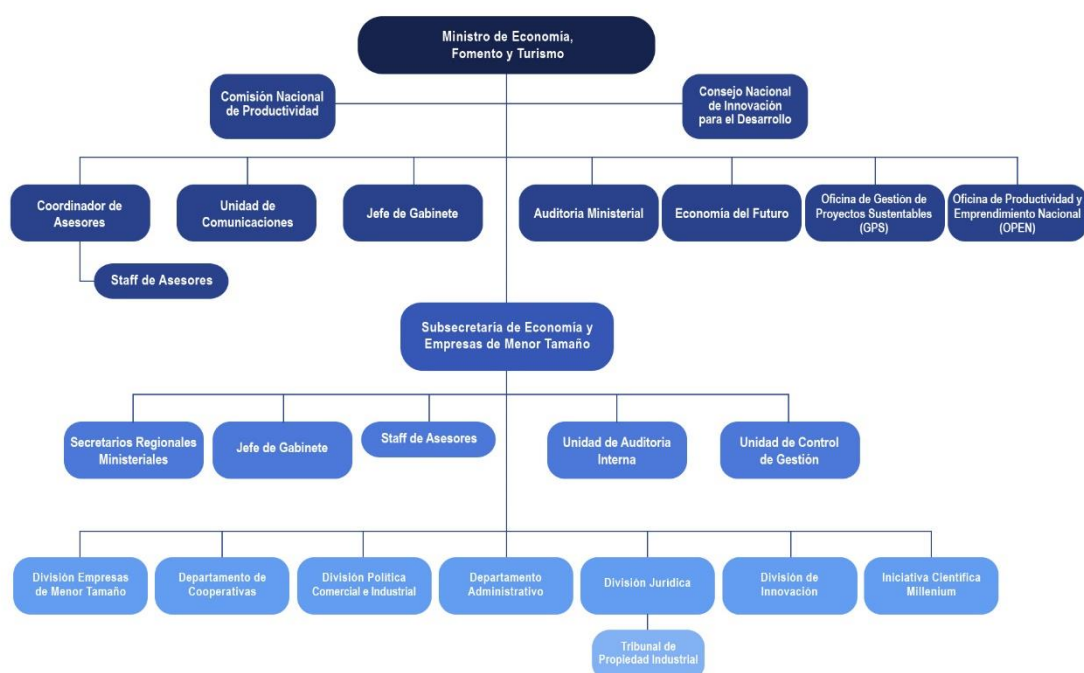 Ministro de Economía,
Fomento y Turismo
Comisión Nacional
de Productividad
Consejo Nacional
de Innovación
para el Desarrollo
Coordinador de
Asesores
Unidad de
Comunicaciones
Jefe de Gabinete
Auditoria Ministerial
Economía del Futuro
Oficina de Gestión de
Proyectos Sustentables
(GPS)
Oficina de Productividad y
Emprendimiento Nacional
(OPEN)
Staff de Asesores
Subsecretaría de Economía y
Empresas de Menor Tamaño
Secretarios Regionales
Ministeriales
Jefe de Gabinete
Staff de Asesores
Unidad de Auditoría
Interna
Unidad de Control
de Gestión
División Empresas
de Menor Tamaño
Departamento de
Cooperativas
División Política
Comercial e Industrial
Departamento
Administrativo
División Jurídica
División de
Innovación
Iniciativa Científica
Millenium
Tribunal de
Propiedad Industrial